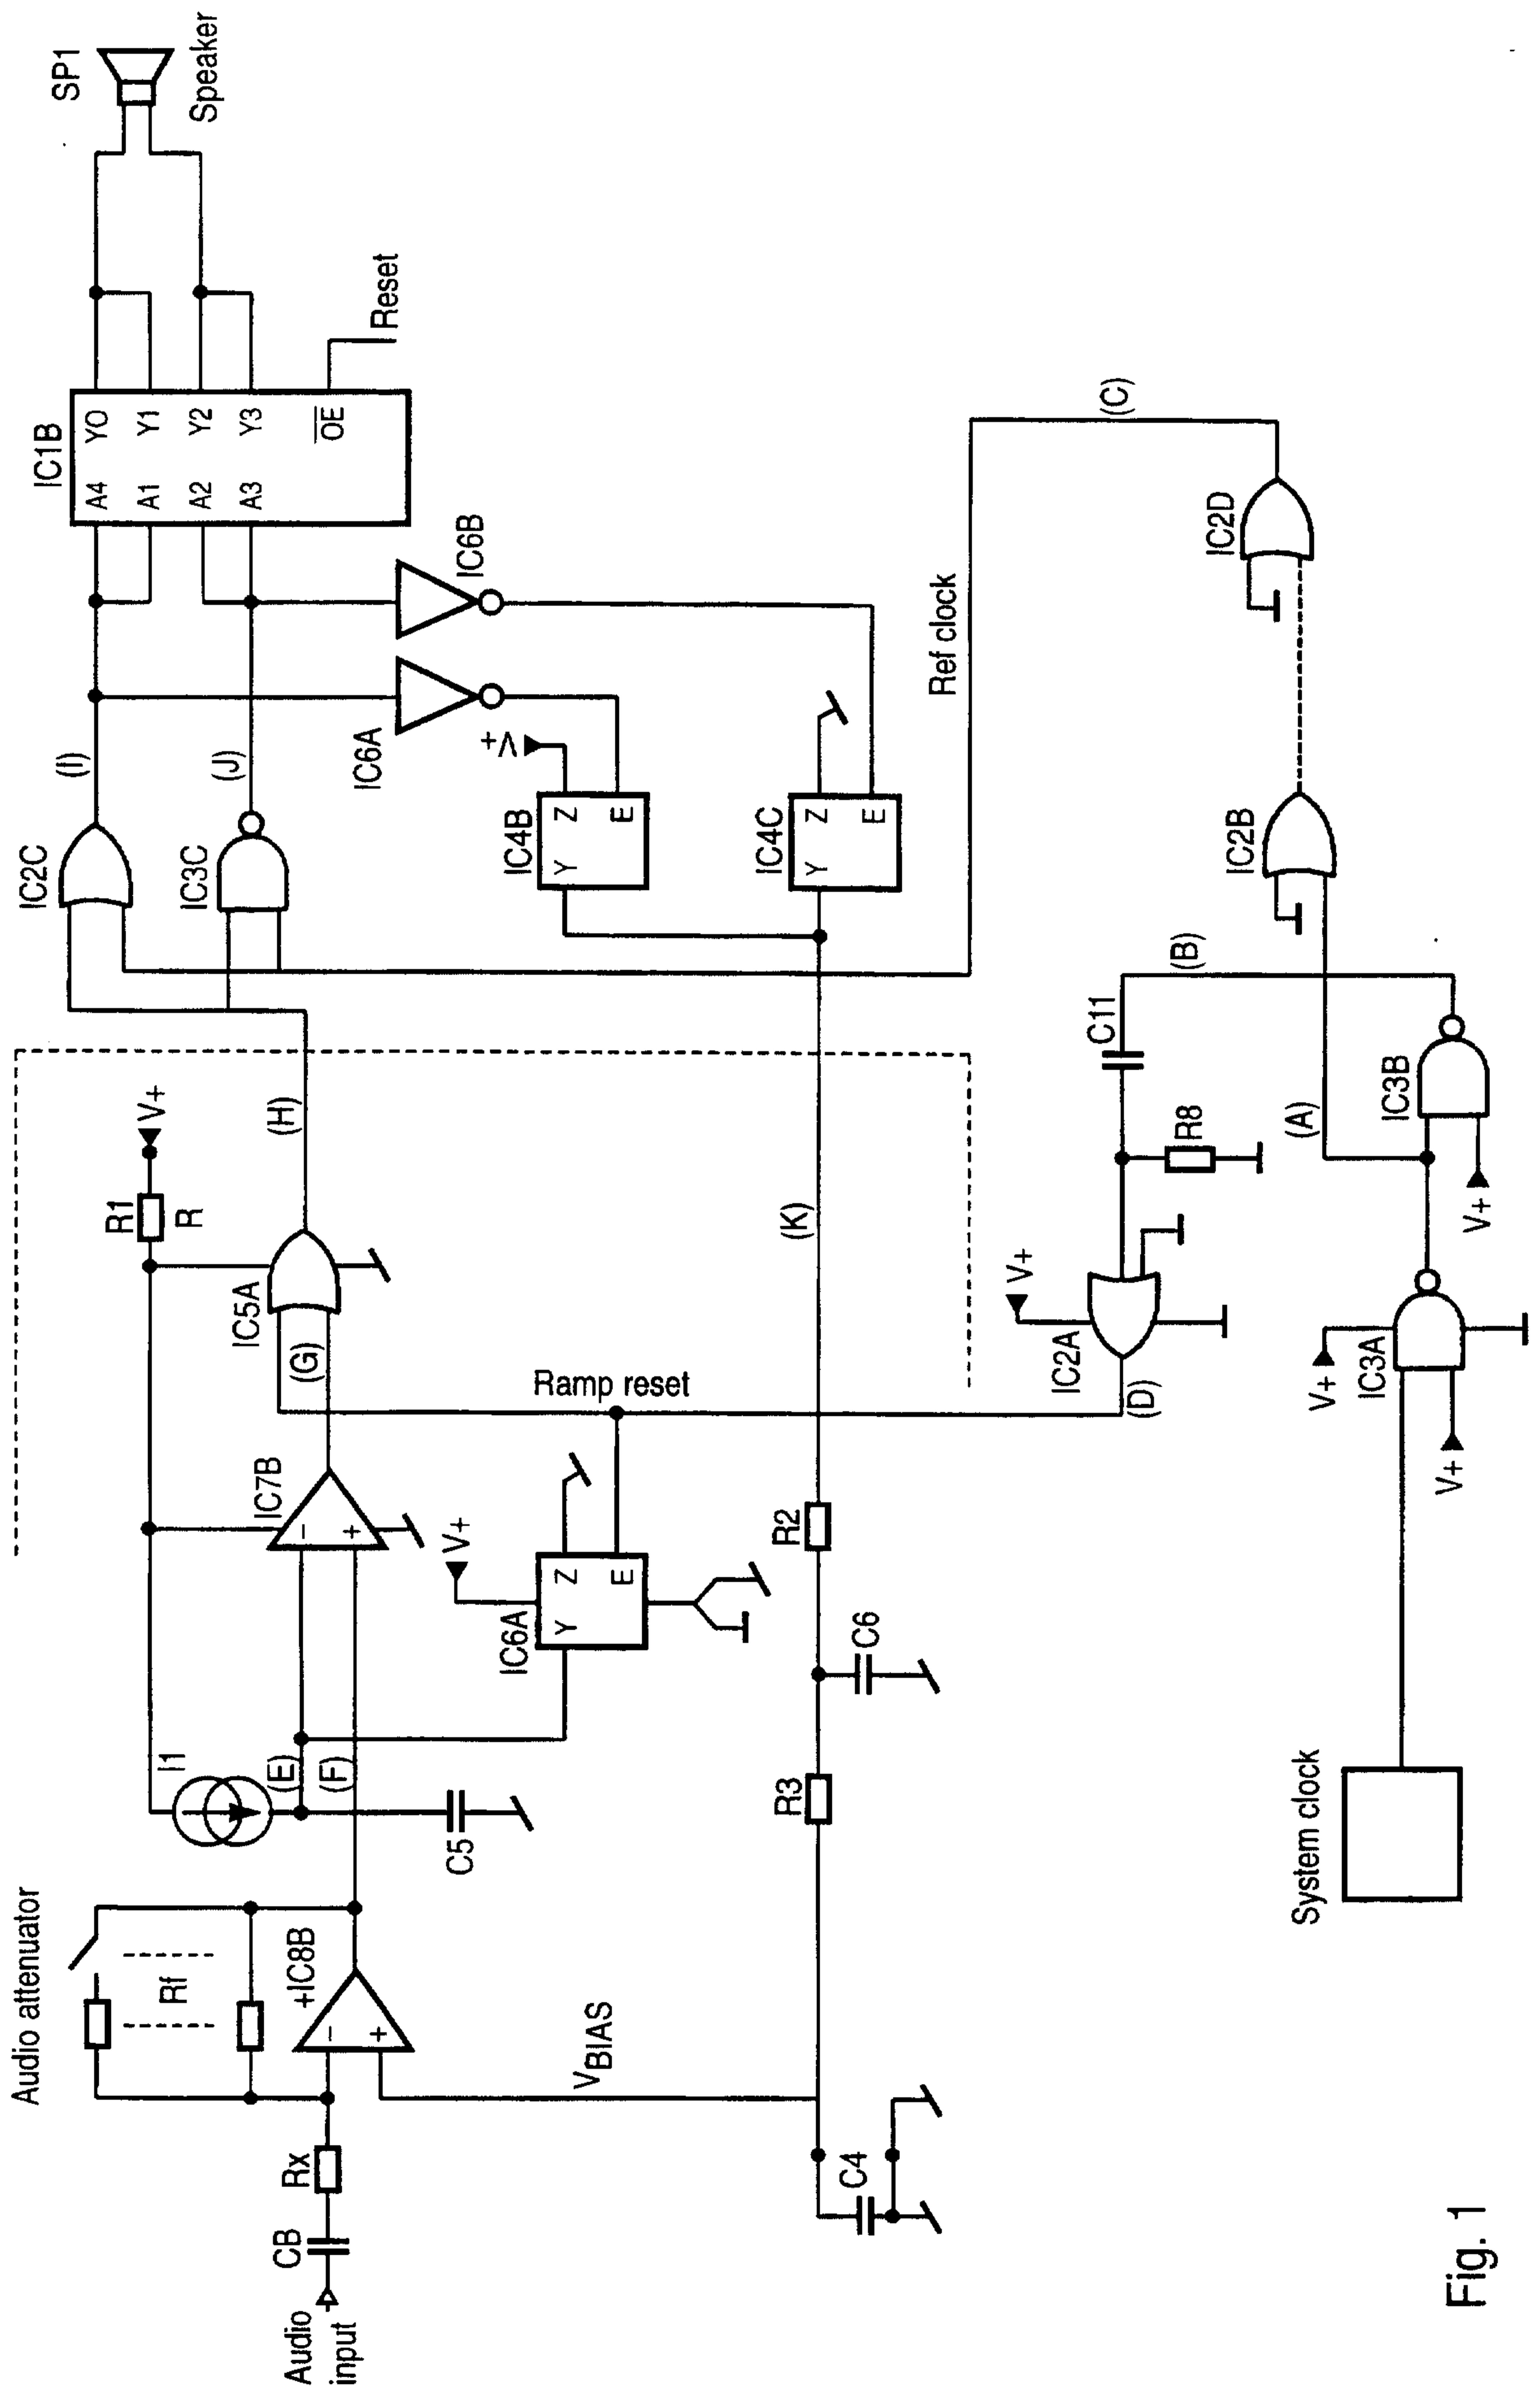 Audio attenuator
Rf
Audio
input
CB
Rx
+IC8B
−
+
VBIAS
C4
I1
(E)
(F)
C5
R3
C6
R2
IC7B
−
+
(G)
V+
IC6A
Y
Z
E
Ramp reset
R1
R
V+
IC5A
(H)
(K)
IC2C
IC3C
(I)
(J)
IC6A
IC6B
V+
IC4B
Y
Z
E
IC4C
Y
Z
E
IC1B
A4
Y0
A1
Y1
A2
Y2
A3
Y3
OE
Reset
SP1
Speaker
Ref clock
(C)
(B)
C11
R8
V+
IC2A
(D)
(A)
IC2B
IC2D
IC3B
V+
V+
IC3A
V+
System clock
Fig. 1